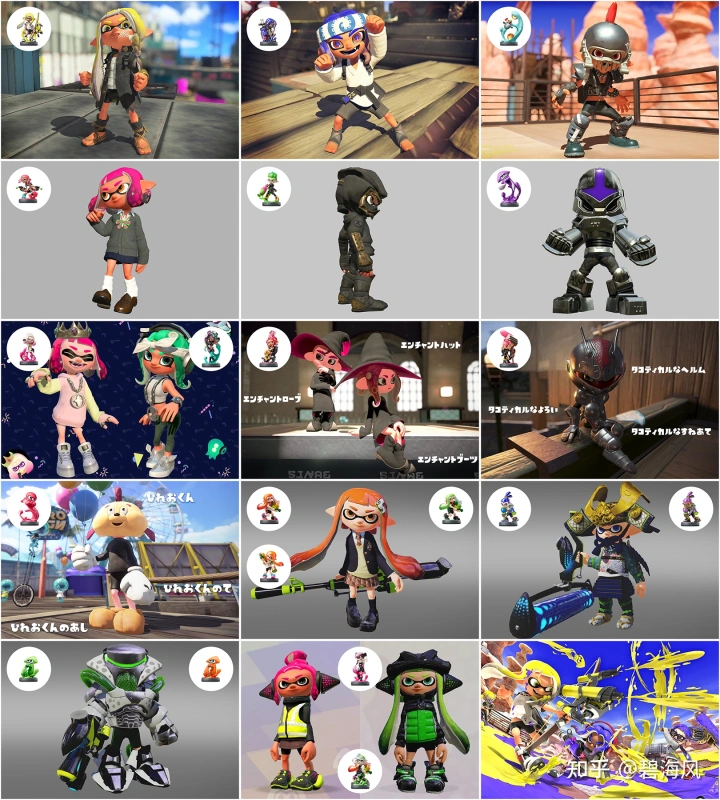 エンチャントハット
エンチャントローブ
エンチャントブーツ
タコティカルなヘルム
タコティカルなよろい
タコティカルなすねあて
ひれおくん
ひれおくんのて
ひれおくんのあし
知乎 @碧海风